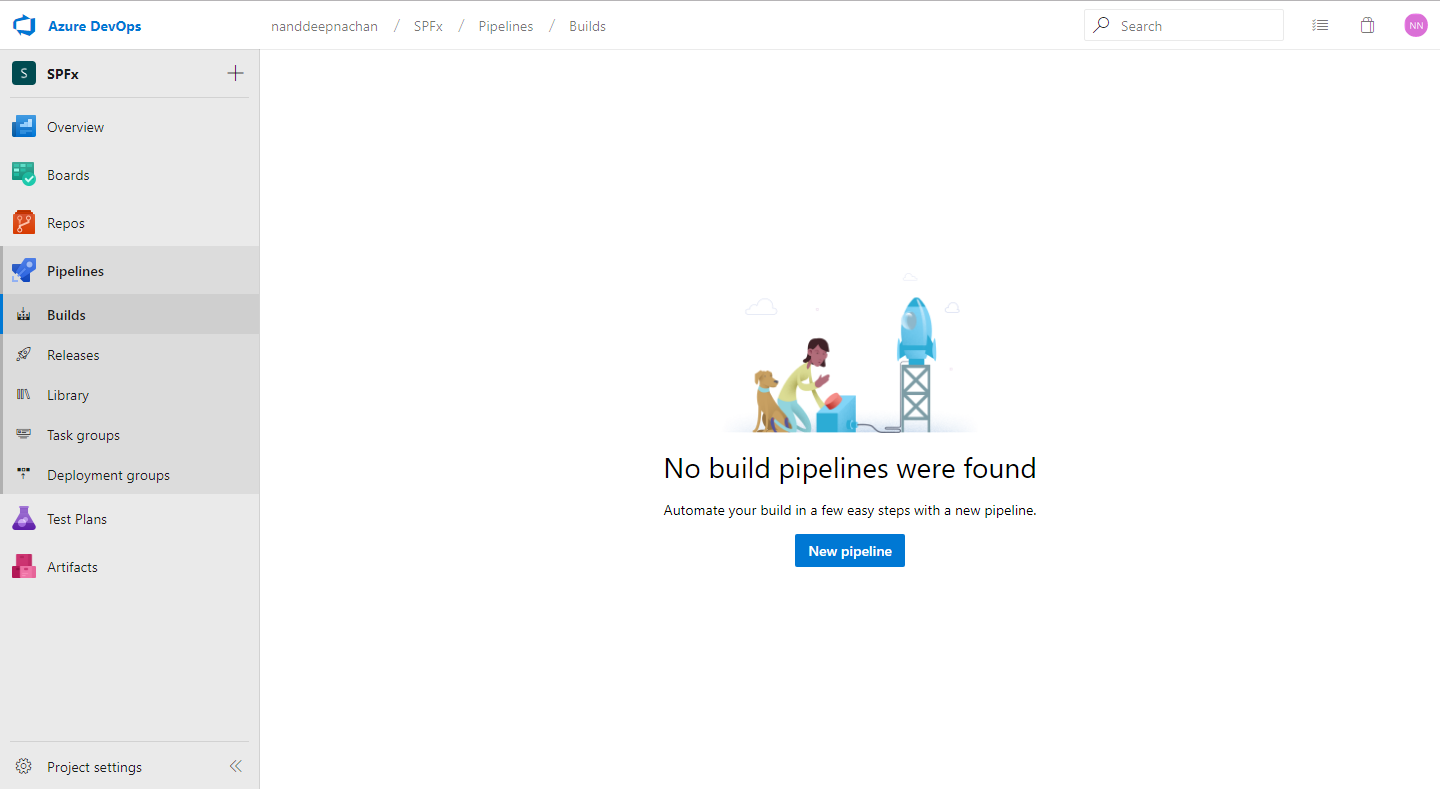 Azure DevOps
nanddeepnachan / SPFx / Pipelines / Builds
Search
NN
S SPFx
Overview
Boards
Repos
Pipelines
Builds
Releases
Library
Task groups
Deployment groups
Test Plans
Artifacts
Project settings
No build pipelines were found
Automate your build in a few easy steps with a new pipeline.
New pipeline